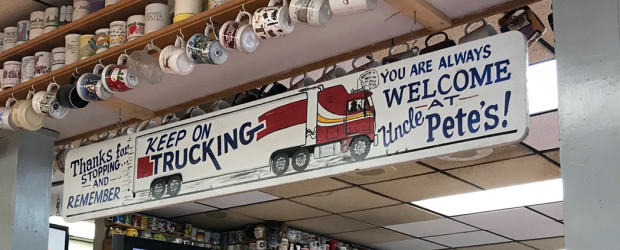 Thanks for
STOPPING...
AND
REMEMBER
KEEP ON
TRUCKING
YOU ARE ALWAYS
WELCOME
-AT-
Uncle Pete's!